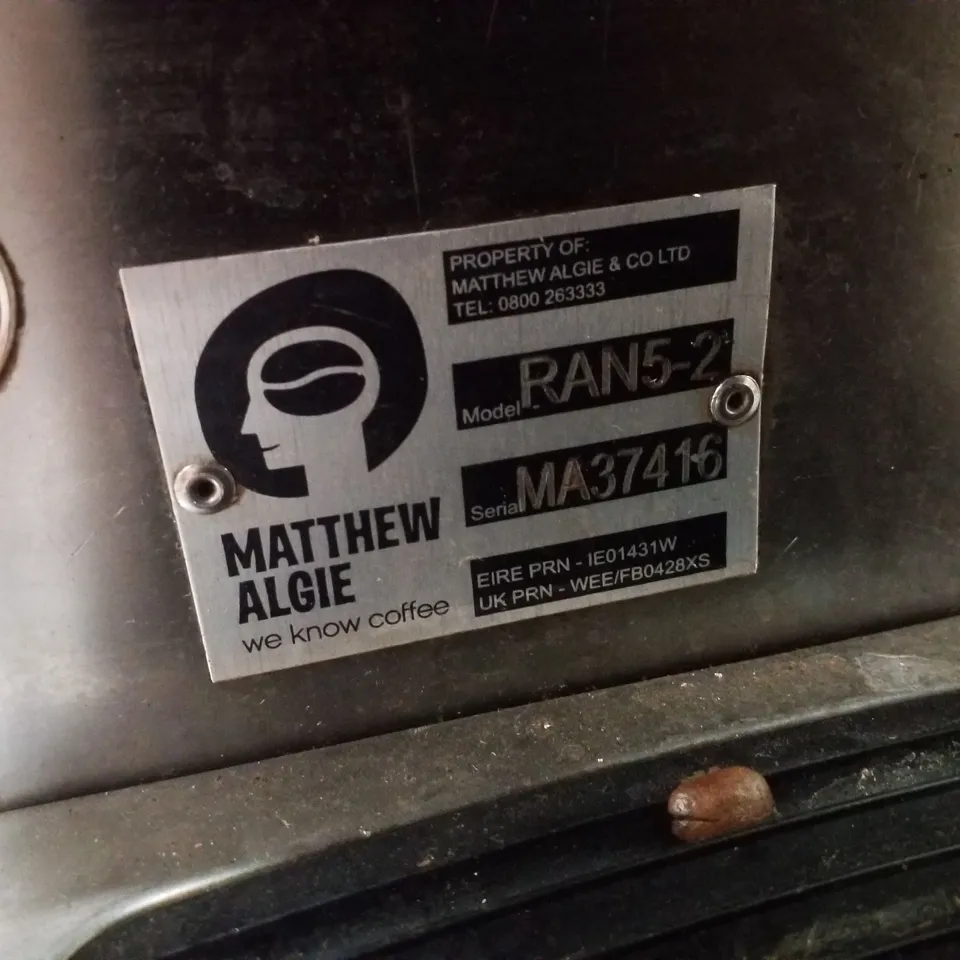 PROPERTY OF:
MATTHEW ALGIE & CO LTD
TEL: 0800 263333
Model - RAN5-2
Serial MA37416
EIRE PRN - IE01431W
UK PRN - WEE/FB0428XS
MATTHEW
ALGIE
we know coffee